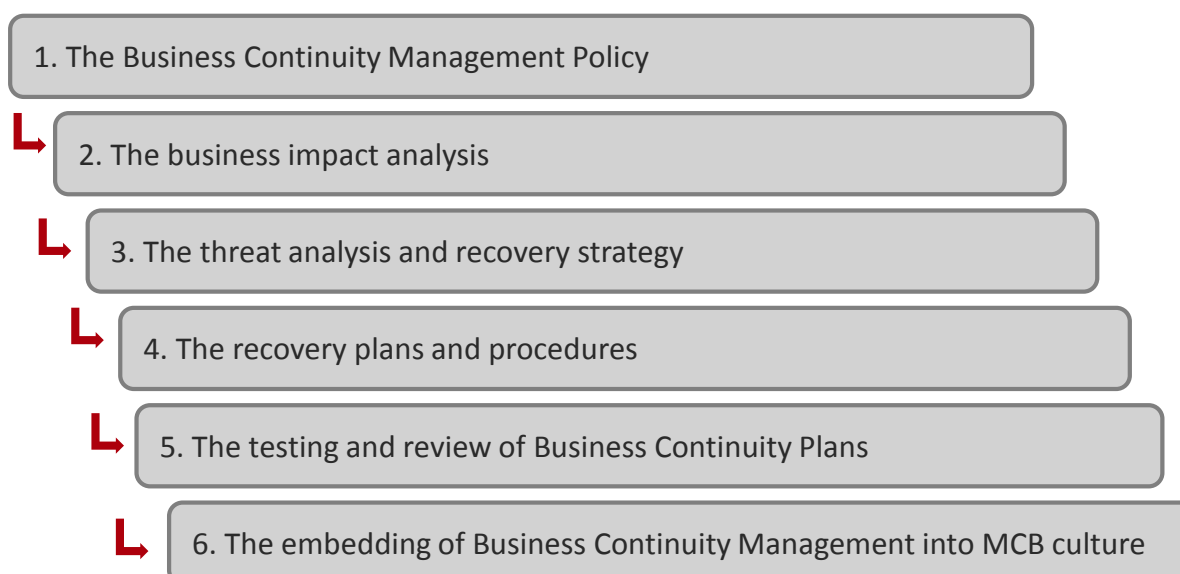 1. The Business Continuity Management Policy
2. The business impact analysis
3. The threat analysis and recovery strategy
4. The recovery plans and procedures
5. The testing and review of Business Continuity Plans
6. The embedding of Business Continuity Management into MCB culture